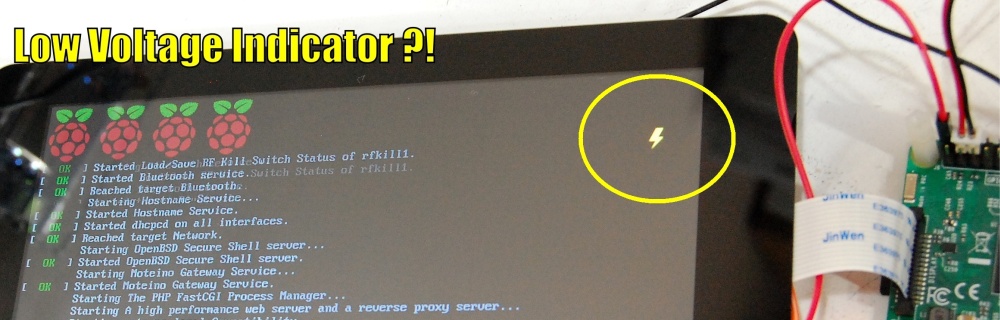 Low Voltage Indicator ?!
[ OK ] Started Load/Save RF Kill Switch Status of rfkill1.
[ OK ] Started Bluetooth service.
[ OK ] Reached target Bluetooth.
Starting Hostname Service...
[ OK ] Started Hostname Service.
[ OK ] Started dhcpcd on all interfaces.
[ OK ] Reached target Network.
Starting OpenBSD Secure Shell server...
[ OK ] Started OpenBSD Secure Shell server.
Starting Moteino Gateway Service...
[ OK ] Started Moteino Gateway Service.
Starting The PHP FastCGI Process Manager...
Starting A high performance web server and a reverse proxy server...
JinWen
JinWen
DISPLAY
FCC CE